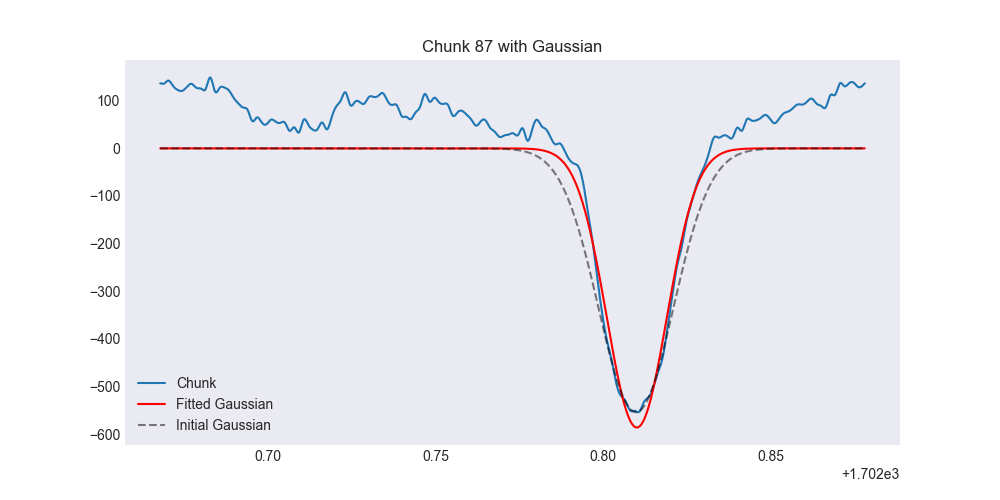 Chunk 87 with Gaussian
100
0
−100
−200
−300
−400
−500
−600
Chunk
Fitted Gaussian
Initial Gaussian
0.70 0.75 0.80 0.85
+1.702e3